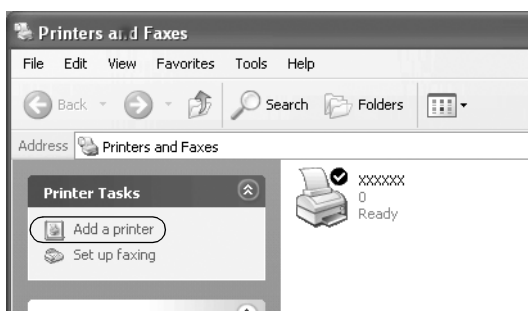 Printers and Faxes
File Edit View Favorites Tools Help
Back Search Folders
Address Printers and Faxes
Printer Tasks
Add a printer
Set up faxing
xxxxxx
0
Ready